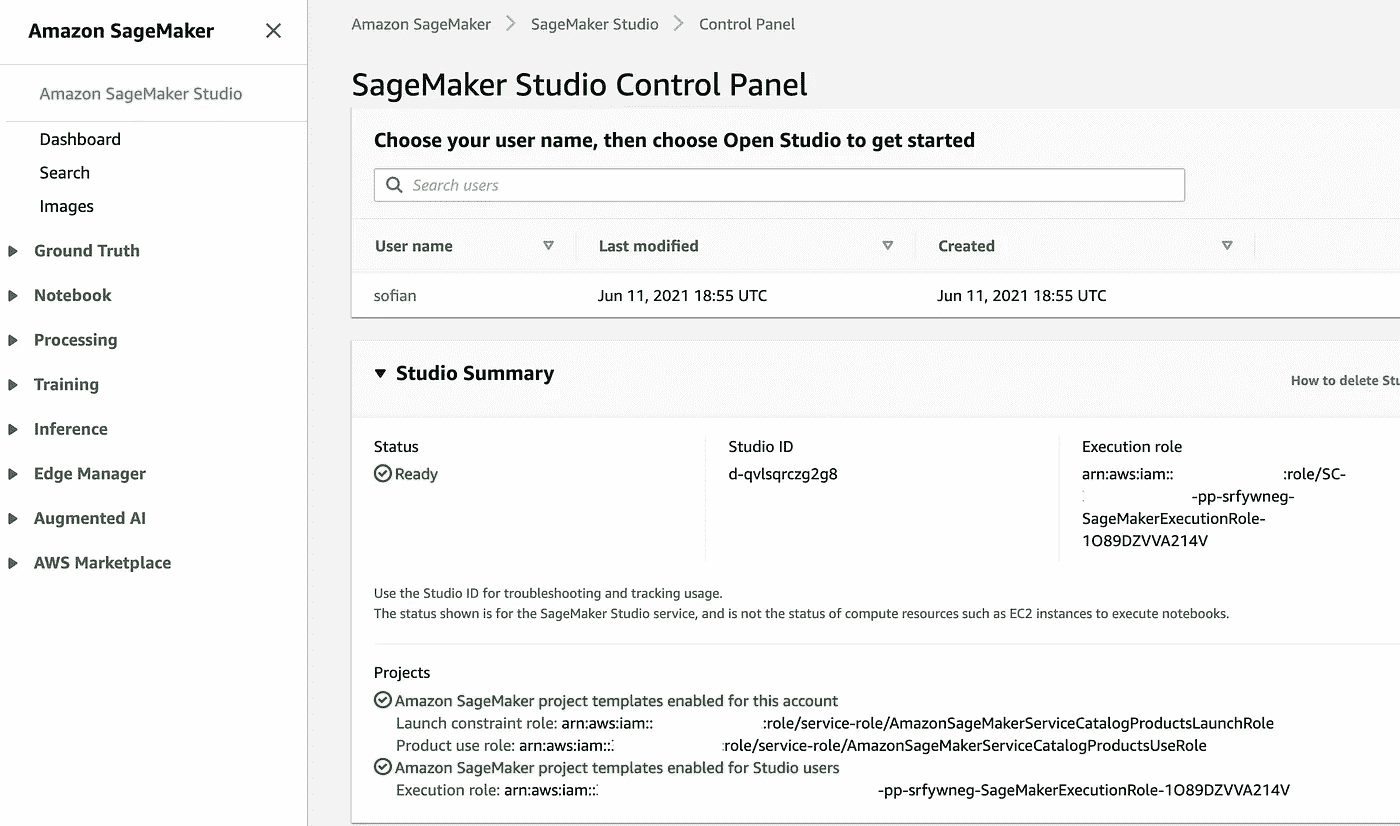 Amazon SageMaker
Amazon SageMaker Studio
Dashboard
Search
Images
Ground Truth
Notebook
Processing
Training
Inference
Edge Manager
Augmented AI
AWS Marketplace
Amazon SageMaker > SageMaker Studio > Control Panel
SageMaker Studio Control Panel
Choose your user name, then choose Open Studio to get started
Search users
User name Last modified Created
sofian Jun 11, 2021 18:55 UTC Jun 11, 2021 18:55 UTC
Studio Summary
How to delete Stu
Status
Ready
Studio ID
d-qvlsqrczg2g8
Execution role
arn:aws:iam:: :role/SC-
-pp-srfywneg-
SageMakerExecutionRole-
1O89DZVVA214V
Use the Studio ID for troubleshooting and tracking usage.
The status shown is for the SageMaker Studio service, and is not the status of compute resources such as EC2 instances to execute notebooks.
Projects
Amazon SageMaker project templates enabled for this account
Launch constraint role: arn:aws:iam:: :role/service-role/AmazonSageMakerServiceCatalogProductsLaunchRole
Product use role: arn:aws:iam:: :role/service-role/AmazonSageMakerServiceCatalogProductsUseRole
Amazon SageMaker project templates enabled for Studio users
Execution role: arn:aws:iam:: -pp-srfywneg-SageMakerExecutionRole-1O89DZVVA214V